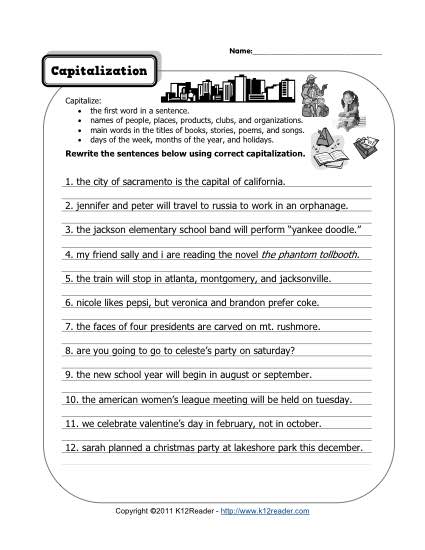 Name:
Capitalization
Capitalize:
• the first word in a sentence.
• names of people, places, products, clubs, and organizations.
• main words in the titles of books, stories, poems, and songs.
• days of the week, months of the year, and holidays.
Rewrite the sentences below using correct capitalization.
1. the city of sacramento is the capital of california.
2. jennifer and peter will travel to russia to work in an orphanage.
3. the jackson elementary school band will perform “yankee doodle.”
4. my friend sally and i are reading the novel the phantom tollbooth.
5. the train will stop in atlanta, montgomery, and jacksonville.
6. nicole likes pepsi, but veronica and brandon prefer coke.
7. the faces of four presidents are carved on mt. rushmore.
8. are you going to go to celeste’s party on saturday?
9. the new school year will begin in august or september.
10. the american women’s league meeting will be held on tuesday.
11. we celebrate valentine’s day in february, not in october.
12. sarah planned a christmas party at lakeshore park this december.
Copyright ©2011 K12Reader - http://www.k12reader.com